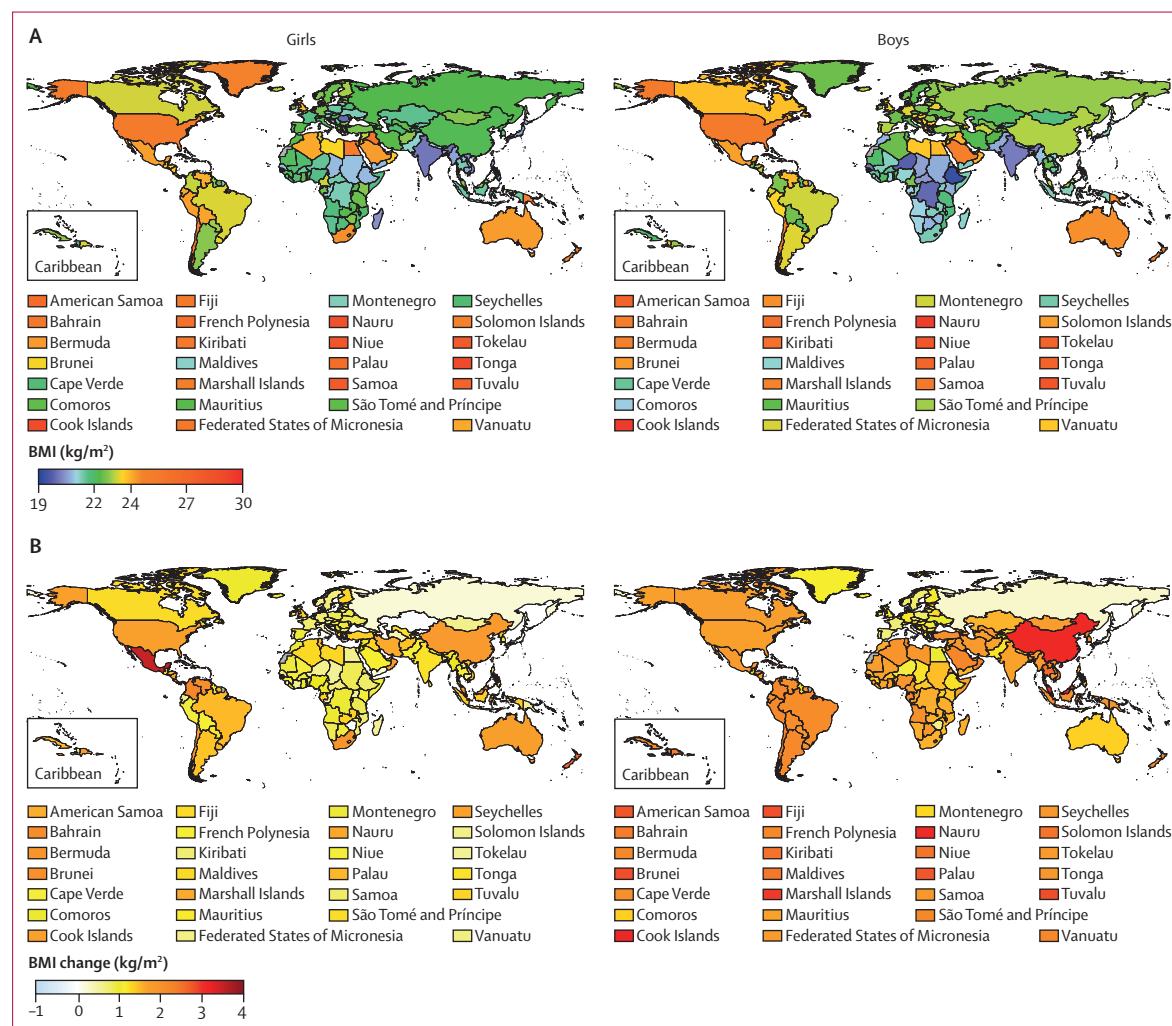 A
Girls
Boys
Caribbean
Caribbean
American Samoa Fiji Montenegro Seychelles
Bahrain French Polynesia Nauru Solomon Islands
Bermuda Kiribati Niue Tokelau
Brunei Maldives Palau Tonga
Cape Verde Marshall Islands Samoa Tuvalu
Comoros Mauritius São Tomé and Príncipe
Cook Islands Federated States of Micronesia Vanuatu
American Samoa Fiji Montenegro Seychelles
Bahrain French Polynesia Nauru Solomon Islands
Bermuda Kiribati Niue Tokelau
Brunei Maldives Palau Tonga
Cape Verde Marshall Islands Samoa Tuvalu
Comoros Mauritius São Tomé and Príncipe
Cook Islands Federated States of Micronesia Vanuatu
BMI (kg/m²)
19 22 24 27 30
B
Caribbean
Caribbean
American Samoa Fiji Montenegro Seychelles
Bahrain French Polynesia Nauru Solomon Islands
Bermuda Kiribati Niue Tokelau
Brunei Maldives Palau Tonga
Cape Verde Marshall Islands Samoa Tuvalu
Comoros Mauritius São Tomé and Príncipe
Cook Islands Federated States of Micronesia Vanuatu
American Samoa Fiji Montenegro Seychelles
Bahrain French Polynesia Nauru Solomon Islands
Bermuda Kiribati Niue Tokelau
Brunei Maldives Palau Tonga
Cape Verde Marshall Islands Samoa Tuvalu
Comoros Mauritius São Tomé and Príncipe
Cook Islands Federated States of Micronesia Vanuatu
BMI change (kg/m²)
–1 0 1 2 3 4